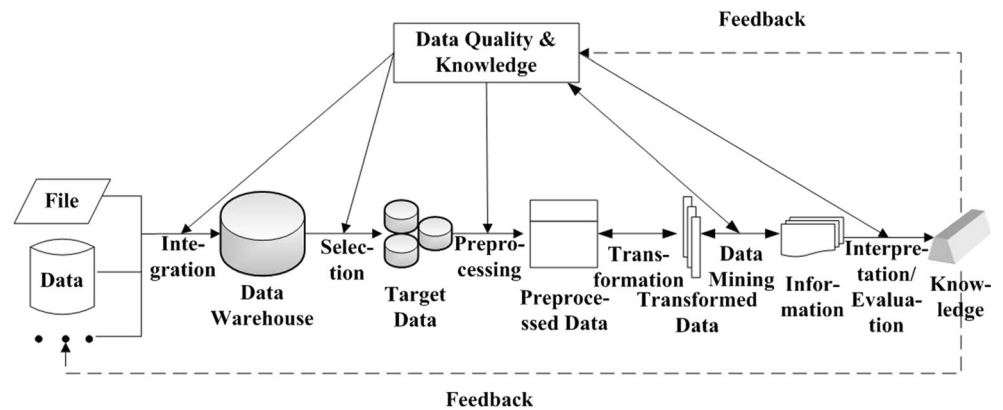 Feedback
Data Quality &
Knowledge
File
Data
Inte-
gration
Data
Warehouse
Selec-
tion
Target
Data
Prepro-
cessing
Preproce-
ssed Data
Trans-
formation
Transformed
Data
Data
Mining
Infor-
mation
Interpre-
tation/
Evalua-
tion
Know-
ledge
Feedback